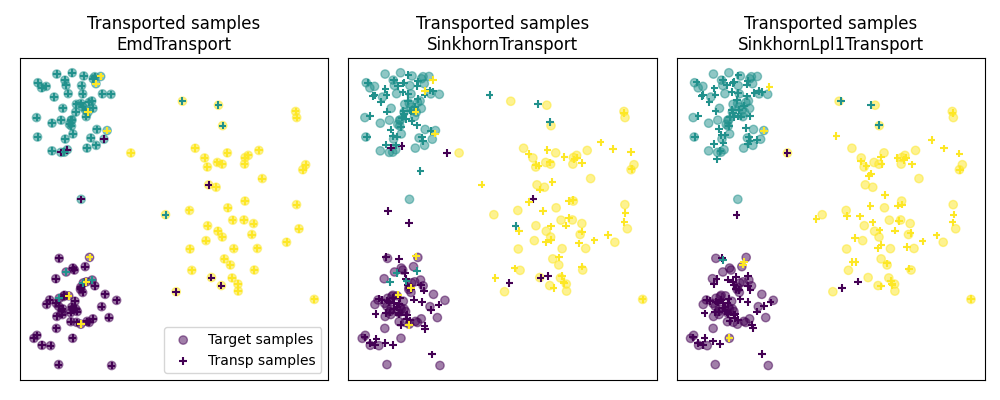 Transported samples
EmdTransport
Transported samples
SinkhornTransport
Transported samples
SinkhornLpl1Transport
Target samples
Transp samples